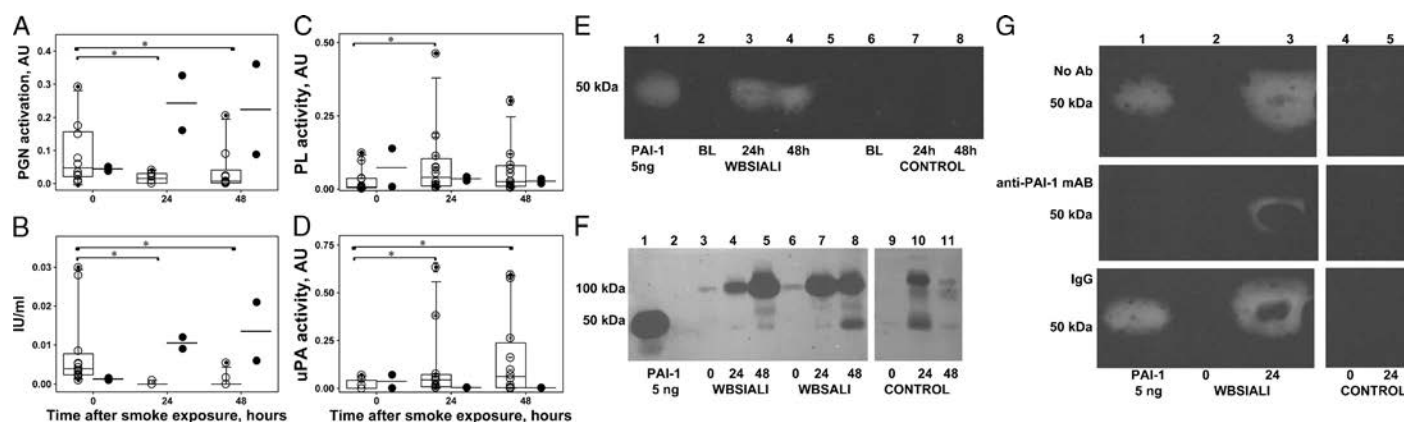 A
PGN activation, AU
0.4
0.3
0.2
0.1
0.0
*
*
0 24 48
B
IU/ml
0.03
0.02
0.01
0.00
*
*
0 24 48
Time after smoke exposure, hours
C
PL activity, AU
0.50
0.25
0.00
*
0 24 48
D
uPA activity, AU
0.75
0.50
0.25
0.00
*
*
0 24 48
Time after smoke exposure, hours
E
1 2 3 4 5 6 7 8
50 kDa
PAI-1 BL 24h 48h BL 24h 48h
5ng WBSIALI CONTROL
F
1 2 3 4 5 6 7 8 9 10 11
100 kDa
50 kDa
PAI-1 0 24 48 0 24 48 0 24 48
5 ng WBSIALI WBSALI CONTROL
G
1 2 3 4 5
No Ab
50 kDa
anti-PAI-1 mAB
50 kDa
IgG
50 kDa
PAI-1 0 24 0 24
5 ng WBSIALI CONTROL